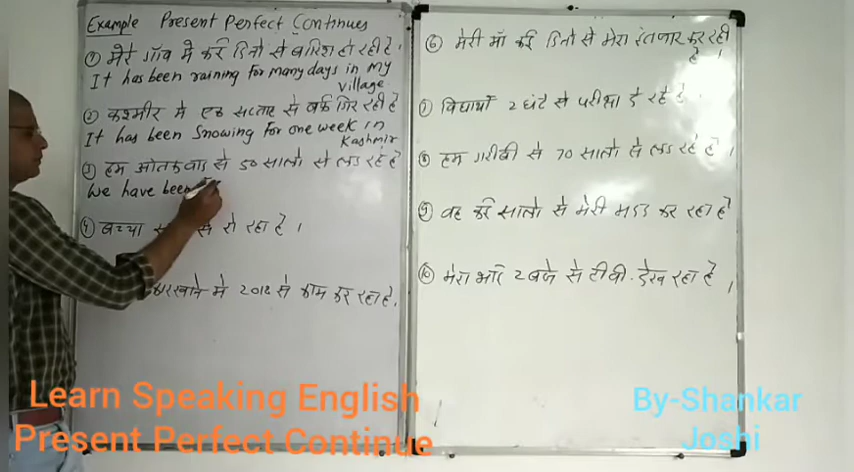 Example Present Perfect Continues
① मेरे गाँव मे कई दिनो से बारिश हो रही है।
It has been raining for many days in my
village.
② कश्मीर मे एक सप्ताह से बर्फ गिर रही है
It has been Snowing for one week in
Kashmir
③ हम आंतकवाद से 50 सालो से लड रहे है
We have been
④ बच्चा से रो रहा है ।
कारखाने मे 2012 से काम कर रहा है,
⑥ मेरी माँ कई दिनो से मेरा इंतजार कर रही
है ।
विद्यार्थी 2 घंटे से परीक्षा दे रहे है .
⑧ हम गरीबी से 70 सालो से लड रहे है ।
⑨ वह कई सालो से मेरी मदद कर रहा है
⑩ मेरा भाई 2 बजे से टीवी देख रहा है ।
Learn Speaking English
Present Perfect Continue
By-Shankar
Joshi